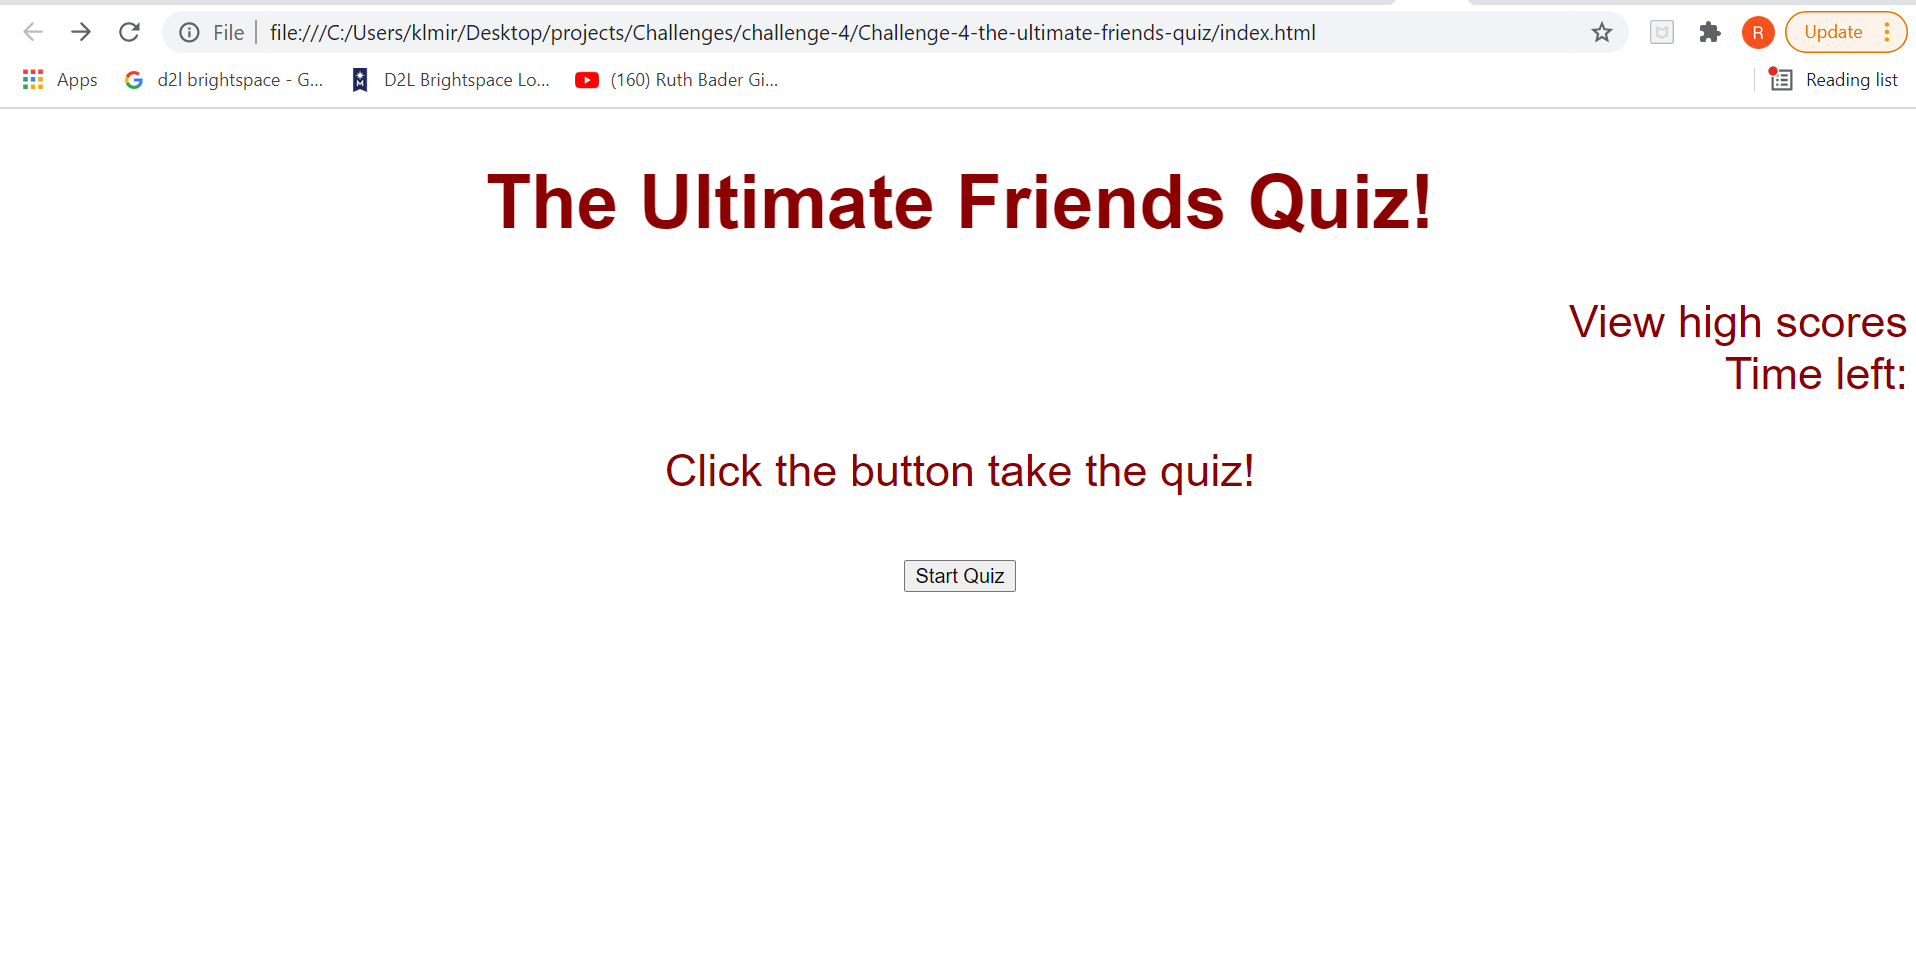 File file:///C:/Users/klmir/Desktop/projects/Challenges/challenge-4/Challenge-4-the-ultimate-friends-quiz/index.html R Update
Apps d2l brightspace - G... D2L Brightspace Lo... (160) Ruth Bader Gi... Reading list
The Ultimate Friends Quiz!
View high scores
Time left:
Click the button take the quiz!
Start Quiz